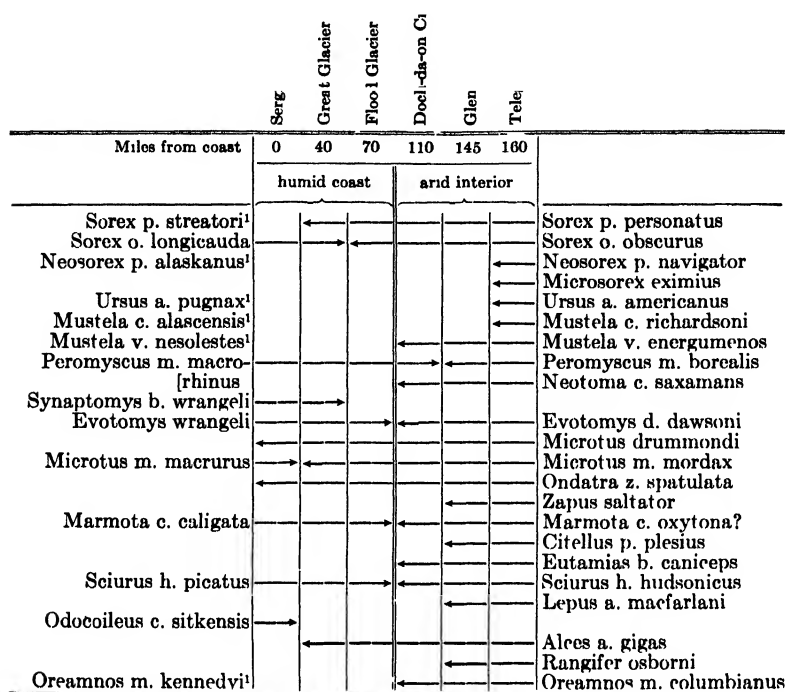 Serg
Great Glacier
Flood Glacier
Doch-da-on C
Glen
Tele
Miles from coast 0 40 70 110 145 160
humid coast arid interior
Sorex p. streatori¹ Sorex p. personatus
Sorex o. longicauda Sorex o. obscurus
Neosorex p. alaskanus¹ Neosorex p. navigator
Microsorex eximius
Ursus a. pugnax¹ Ursus a. americanus
Mustela c. alascensis¹ Mustela c. richardsoni
Mustela v. nesolestes¹ Mustela v. energumenos
Peromyscus m. macro- Peromyscus m. borealis
[rhinus Neotoma c. saxamans
Synaptomys b. wrangeli
Evotomys wrangeli Evotomys d. dawsoni
Microtus drummondi
Microtus m. macrurus Microtus m. mordax
Ondatra z. spatulata
Zapus saltator
Marmota c. caligata Marmota c. oxytona?
Citellus p. plesius
Eutamias b. caniceps
Sciurus h. picatus Sciurus h. hudsonicus
Lepus a. macfarlani
Odocoileus c. sitkensis
Alces a. gigas
Rangifer osborni
Oreamnos m. kennedyi¹ Oreamnos m. columbianus